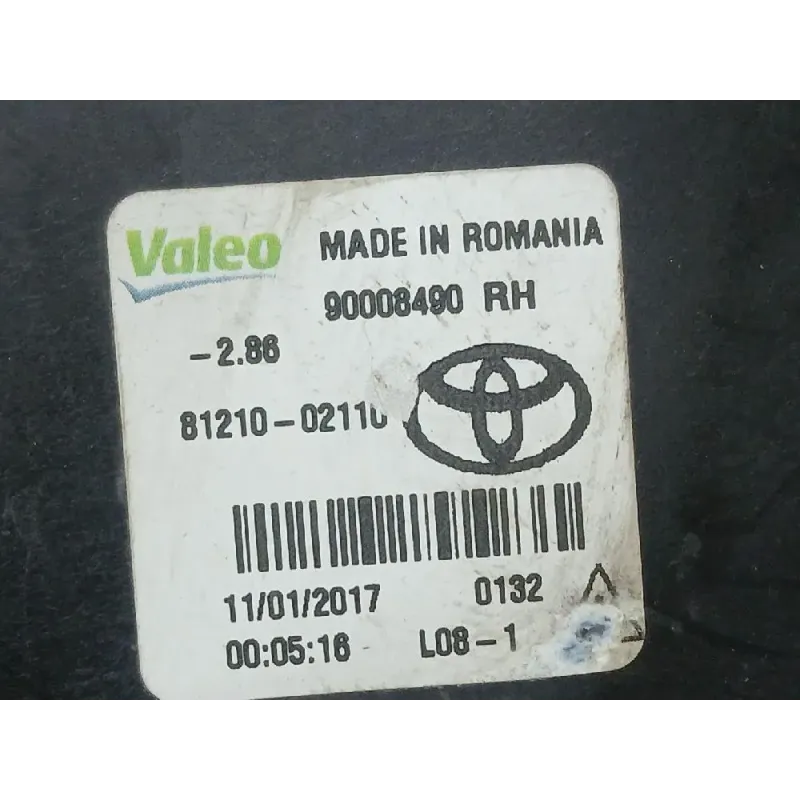 Valeo MADE IN ROMANIA
90008490 RH
-2.86
81210-02110
11/01/2017 0132
00:05:16 L08-1